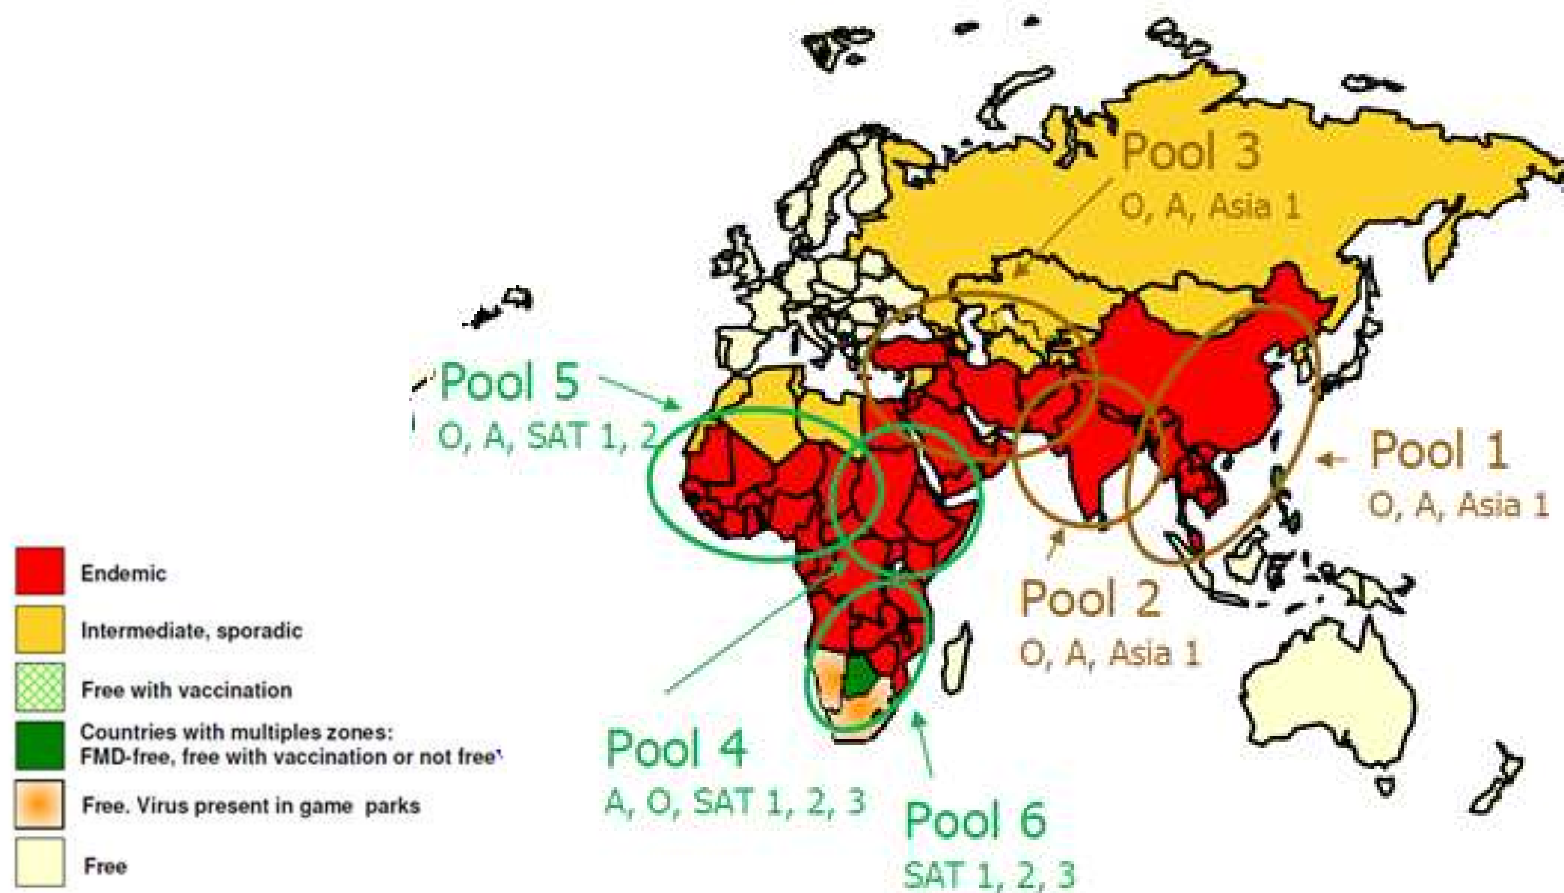 Pool 3
O, A, Asia 1
Pool 5
O, A, SAT 1, 2
Pool 1
O, A, Asia 1
Pool 2
O, A, Asia 1
Pool 4
A, O, SAT 1, 2, 3
Pool 6
SAT 1, 2, 3
Endemic
Intermediate, sporadic
Free with vaccination
Countries with multiples zones:
FMD-free, free with vaccination or not free
Free. Virus present in game parks
Free